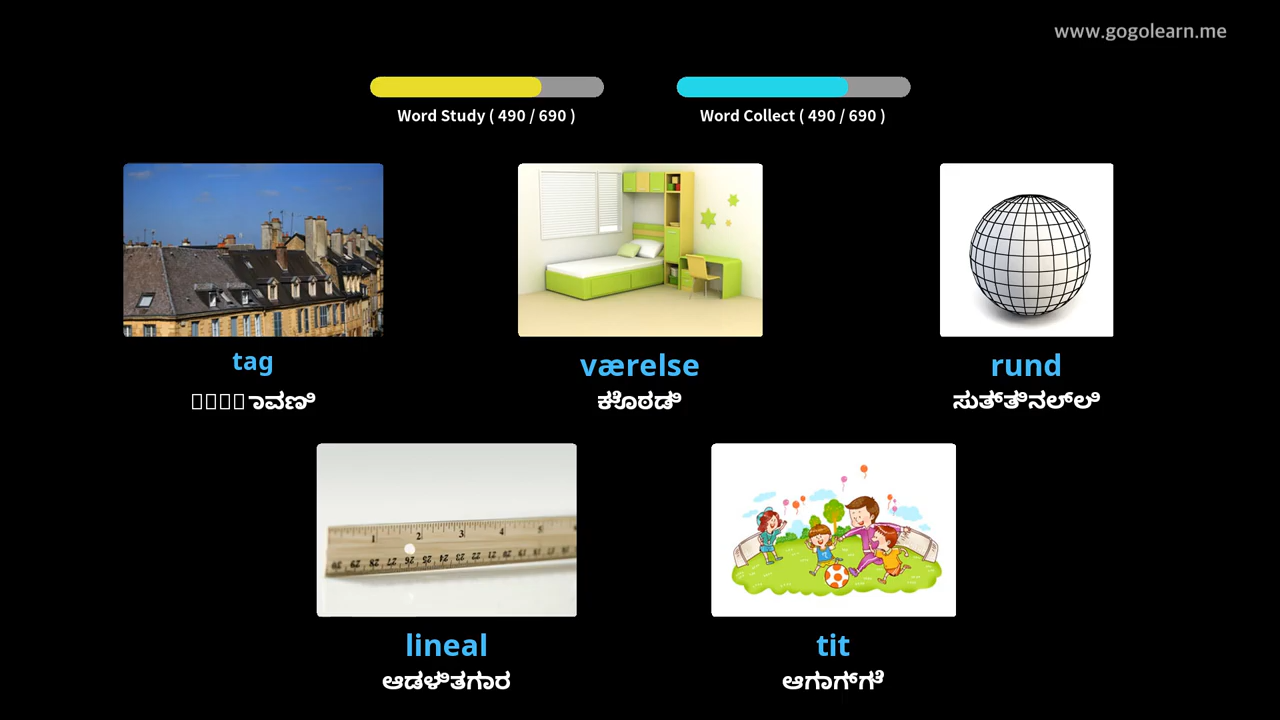 www.gogolearn.me
Word Study ( 490 / 690 )
Word Collect ( 490 / 690 )
tag
værelse
rund
ಕೊಠಡಿ
ಸುತ್ತಿನಲ್ಲಿ
lineal
tit
ಆಡಳಿತಗಾರ
ಆಗಾಗ್ಗೆ